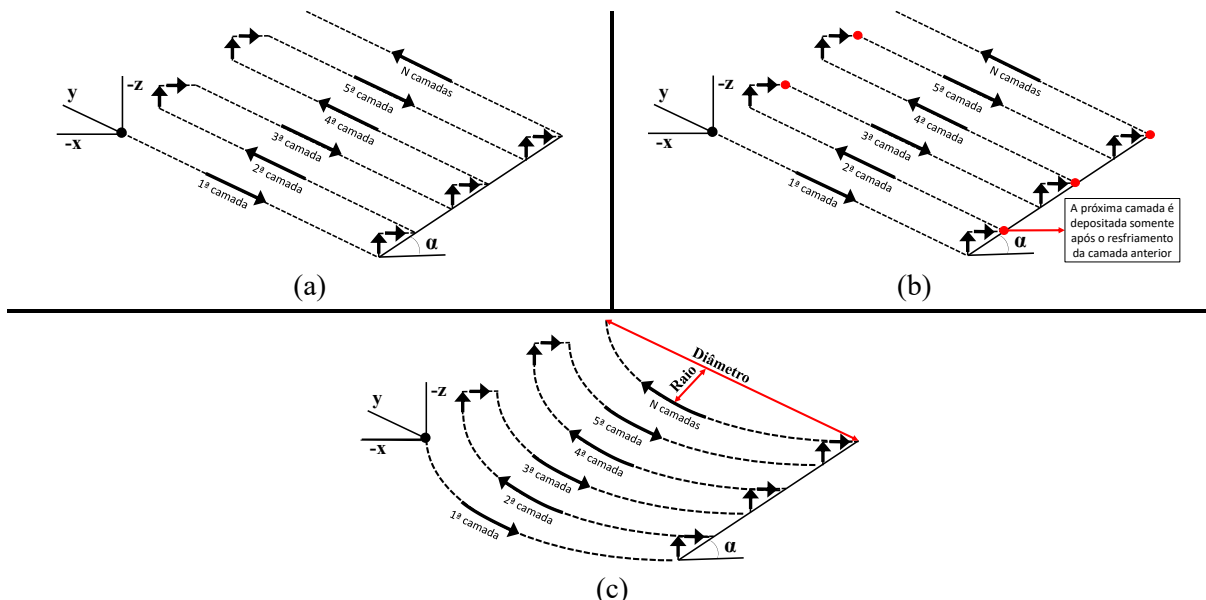 y
-z
-x
1ª camada
2ª camada
3ª camada
4ª camada
5ª camada
N camadas
α
(a)
y
-z
-x
1ª camada
2ª camada
3ª camada
4ª camada
5ª camada
N camadas
α
A próxima camada é
depositada somente
após o resfriamento
da camada anterior
(b)
y
-z
-x
1ª camada
2ª camada
3ª camada
4ª camada
5ª camada
N camadas
Raio
Diâmetro
α
(c)